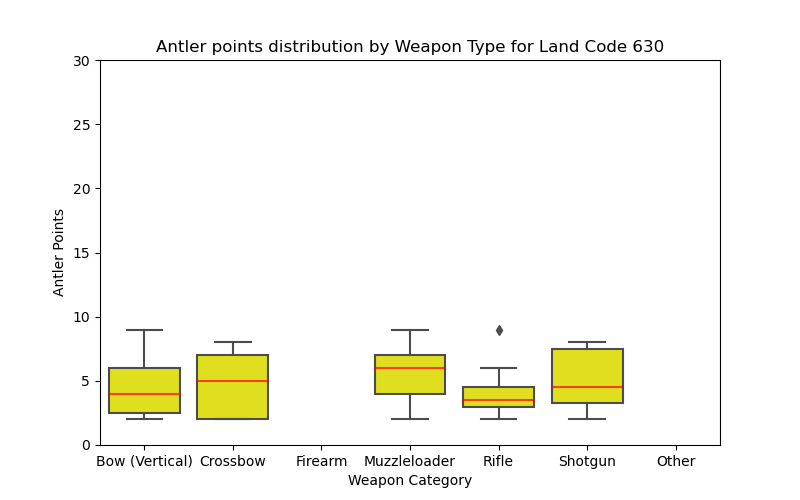 Antler points distribution by Weapon Type for Land Code 630
30
25
20
15
10
5
0
Antler Points
Bow (Vertical) Crossbow Firearm Muzzleloader Rifle Shotgun Other
Weapon Category